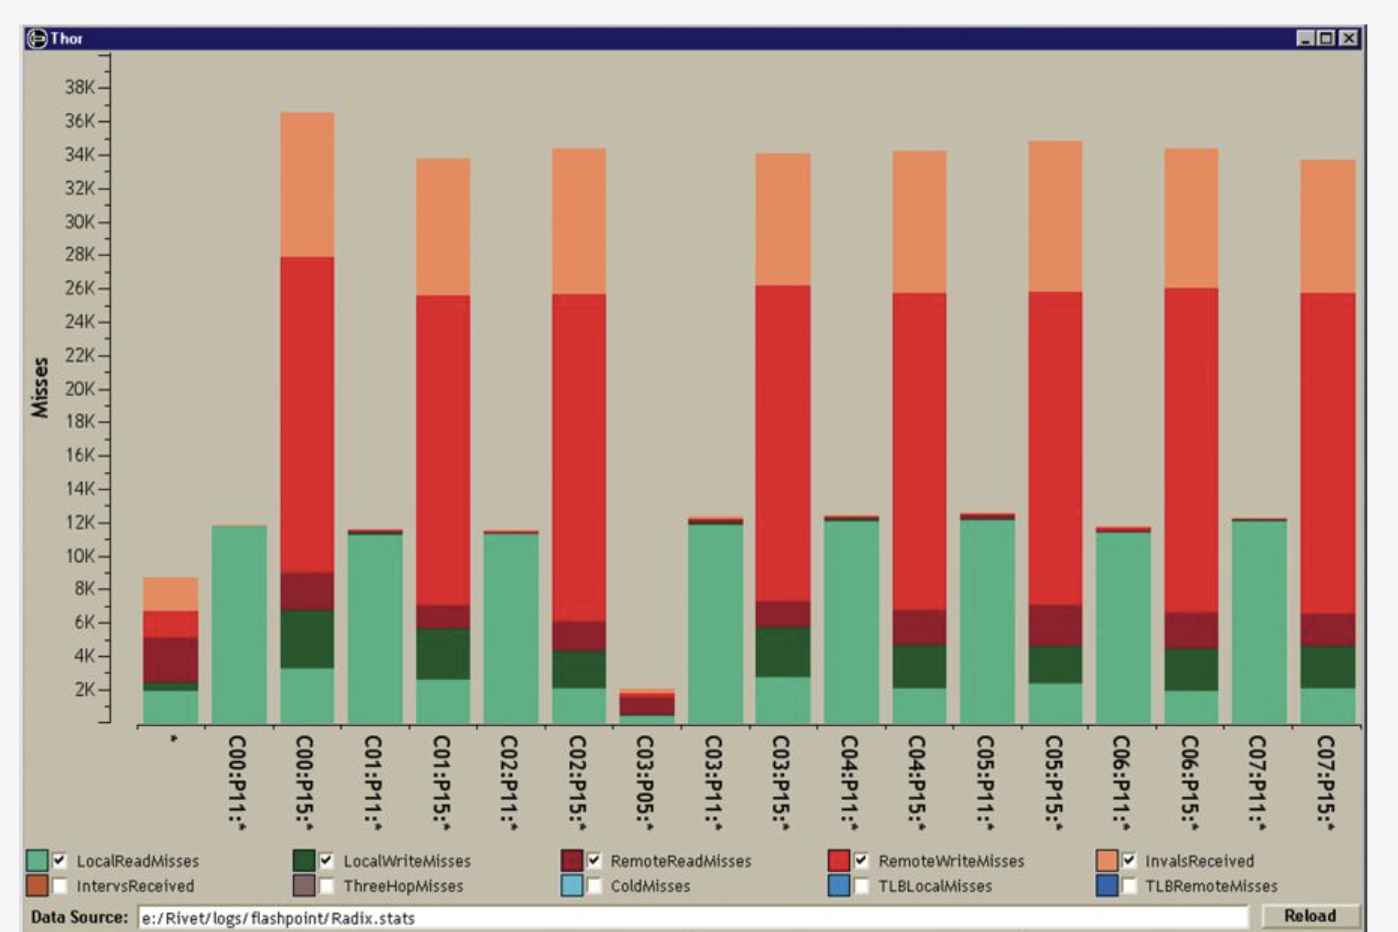 Thor
38K
36K
34K
32K
30K
28K
26K
24K
22K
20K
18K
16K
14K
12K
10K
8K
6K
4K
2K
Misses
* C00:P11:* C00:P15:* C01:P11:* C01:P15:* C02:P11:* C02:P15:* C03:P05:* C03:P11:* C03:P15:* C04:P11:* C04:P15:* C05:P11:* C05:P15:* C06:P11:* C06:P15:* C07:P11:* C07:P15:*
LocalReadMisses LocalWriteMisses RemoteReadMisses RemoteWriteMisses InvalsReceived
IntervsReceived ThreeHopMisses ColdMisses TLBLocalMisses TLBRemoteMisses
Data Source: e:/Rivet/logs/flashpoint/Radix.stats Reload